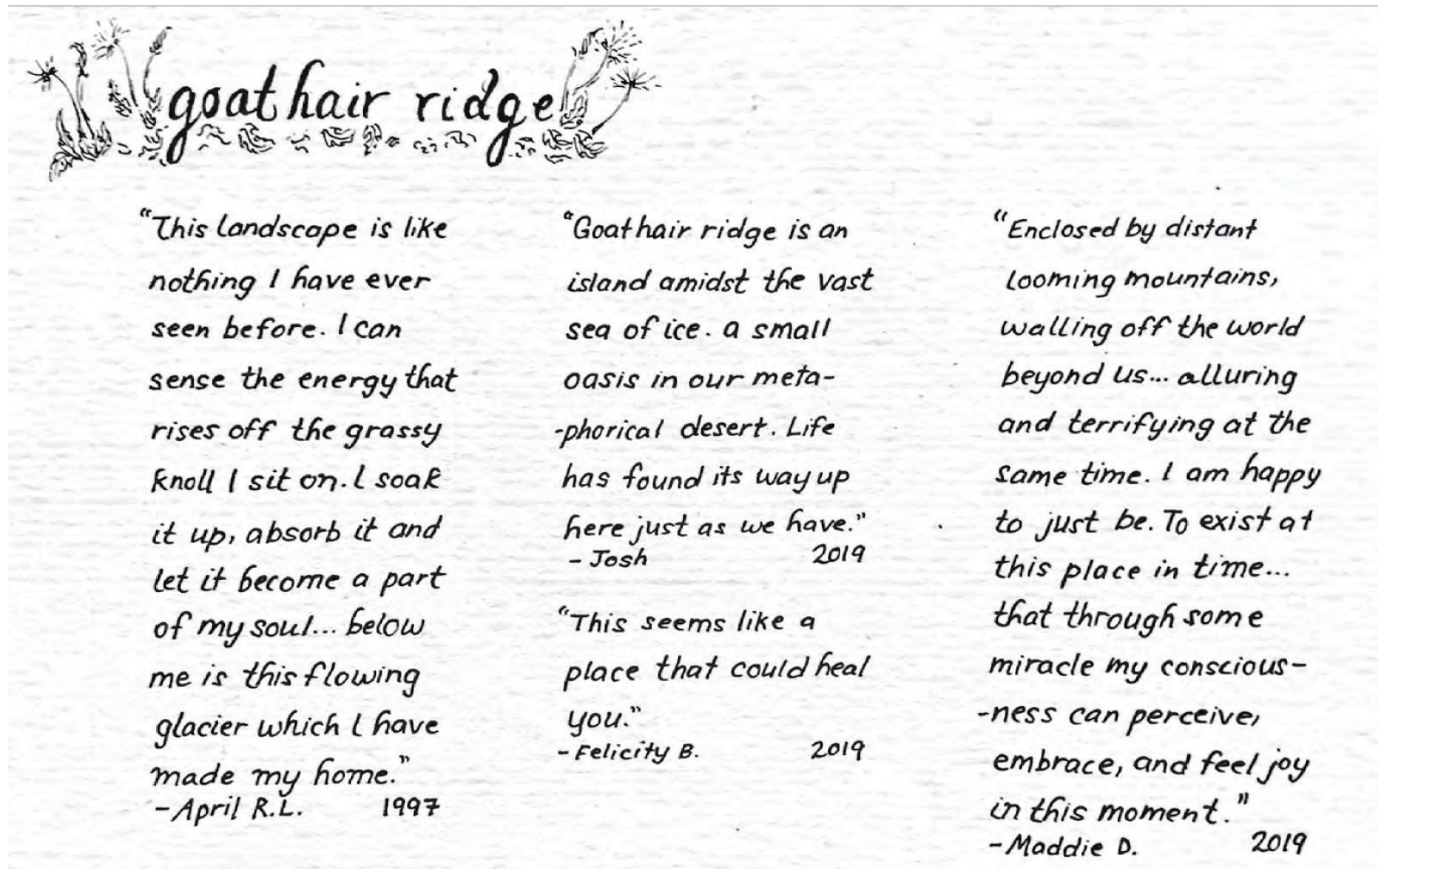 goat hair ridge
"This landscape is like
nothing I have ever
seen before. I can
sense the energy that
rises off the grassy
knoll I sit on. I soak
it up, absorb it and
let it become a part
of my soul... below
me is this flowing
glacier which I have
made my home."
- April R.L. 1997
"Goat hair ridge is an
island amidst the vast
sea of ice. a small
oasis in our meta-
-phorical desert. Life
has found its way up
here just as we have."
- Josh 2019
"This seems like a
place that could heal
you."
- Felicity B. 2019
"Enclosed by distant
looming mountains,
walling off the world
beyond us... alluring
and terrifying at the
same time. I am happy
to just be. To exist at
this place in time...
that through some
miracle my conscious-
-ness can perceive,
embrace, and feel joy
in this moment."
- Maddie D. 2019